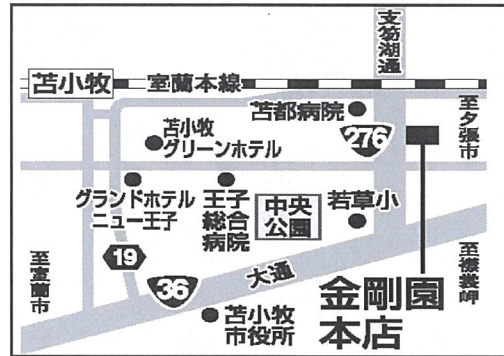 支笏湖通
苫小牧
室蘭本線
苫都病院
276
至夕張市
苫小牧
グリーンホテル
グランドホテル
ニュー王子
王子
総合
病院
中央
公園
若草小
至室蘭市
19
36
大通
至襟裳岬
苫小牧
市役所
金剛園
本店